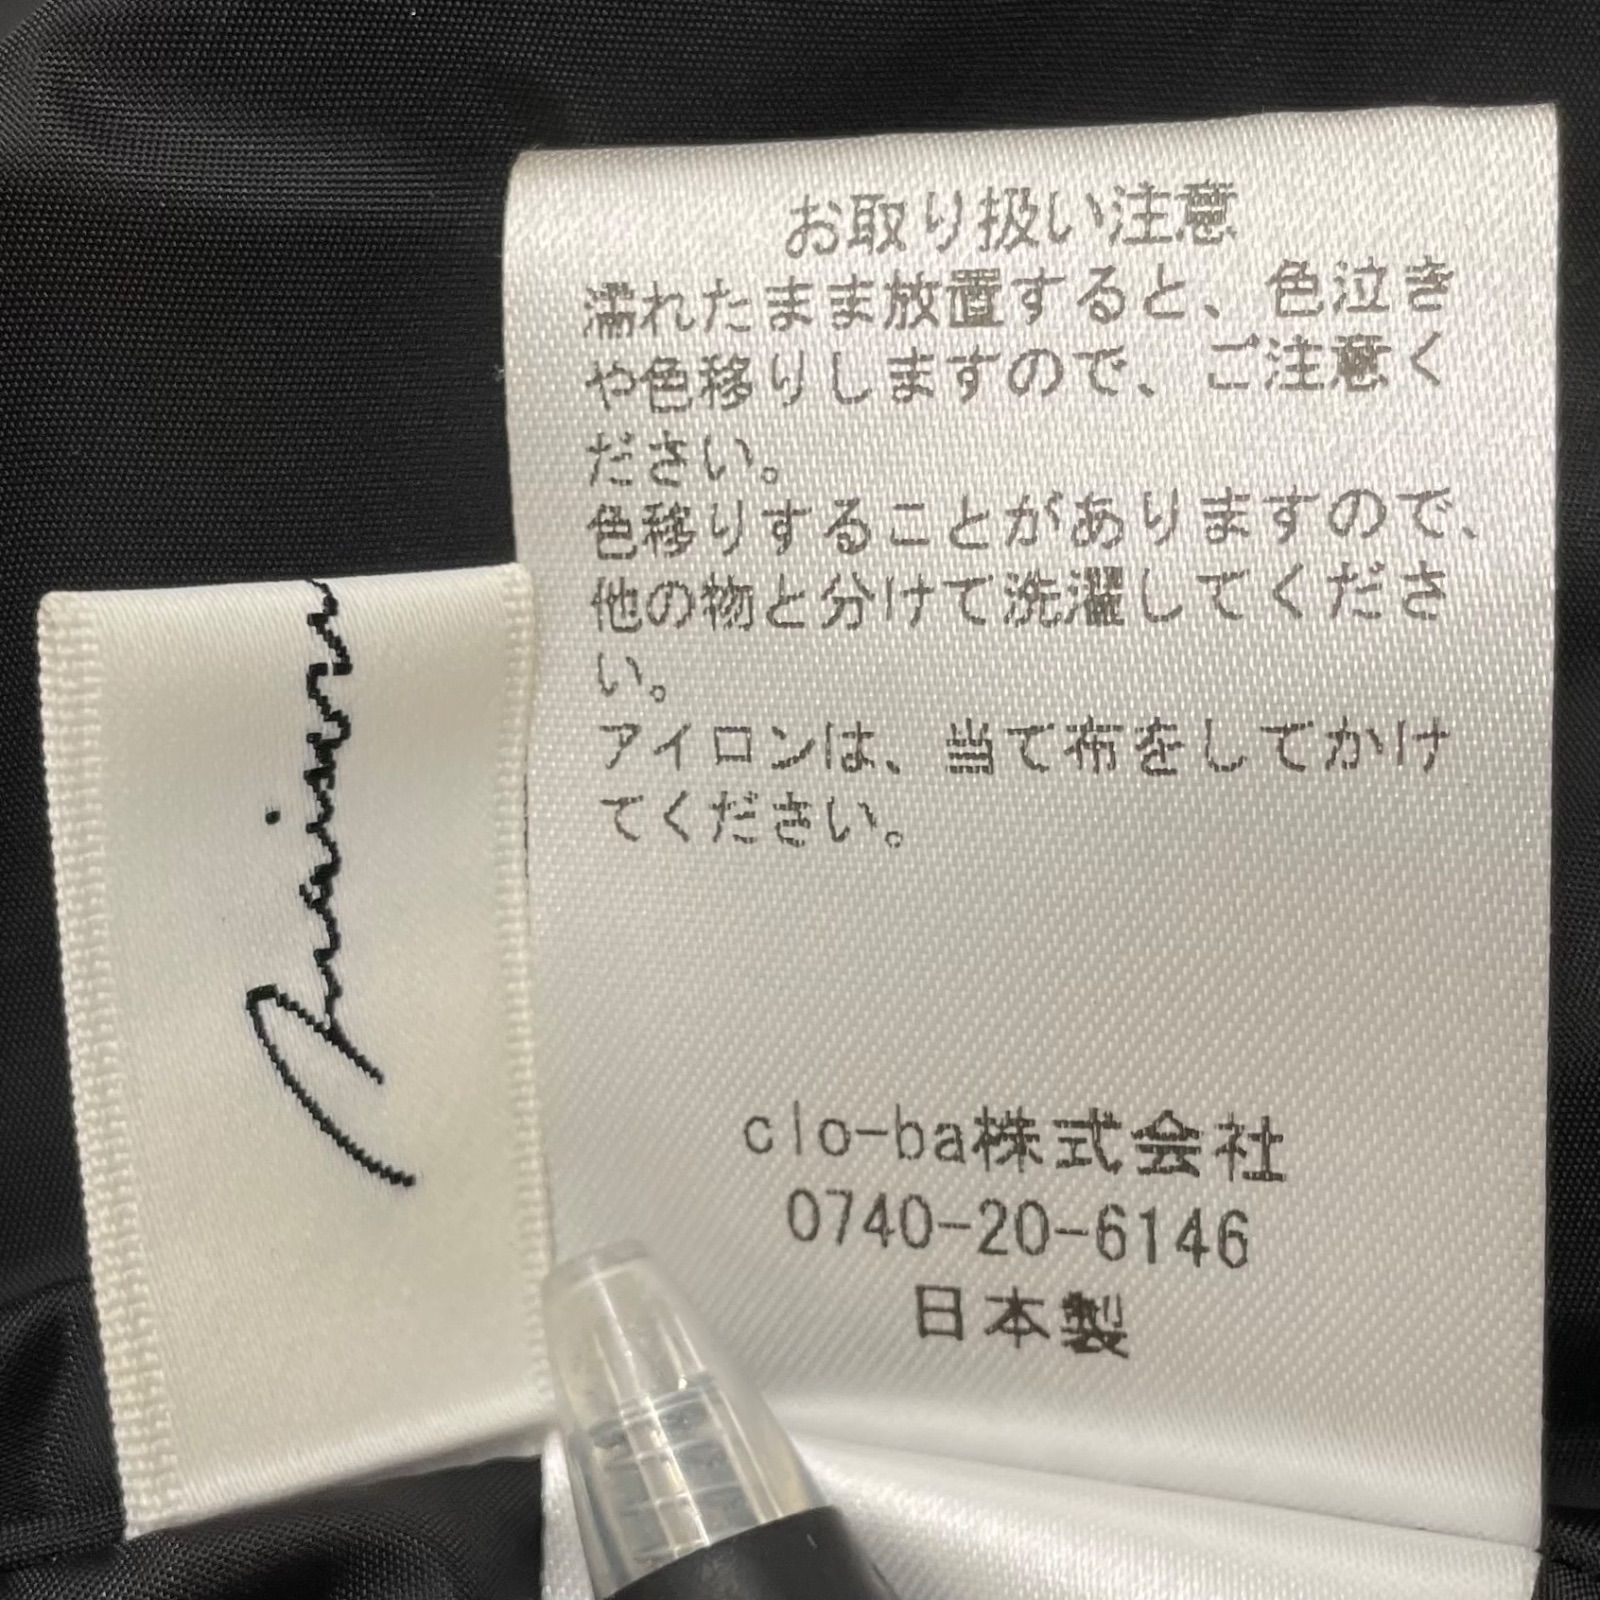 お取り扱い注意
濡れたまま放置すると、色泣き
や色移りしますので、ご注意く
ださい。
色移りすることがありますので、
他の物と分けて洗濯してくださ
い。
アイロンは、当て布をしてかけ
てください。
clo-ba株式会社
0740-20-6146
日本製
maison